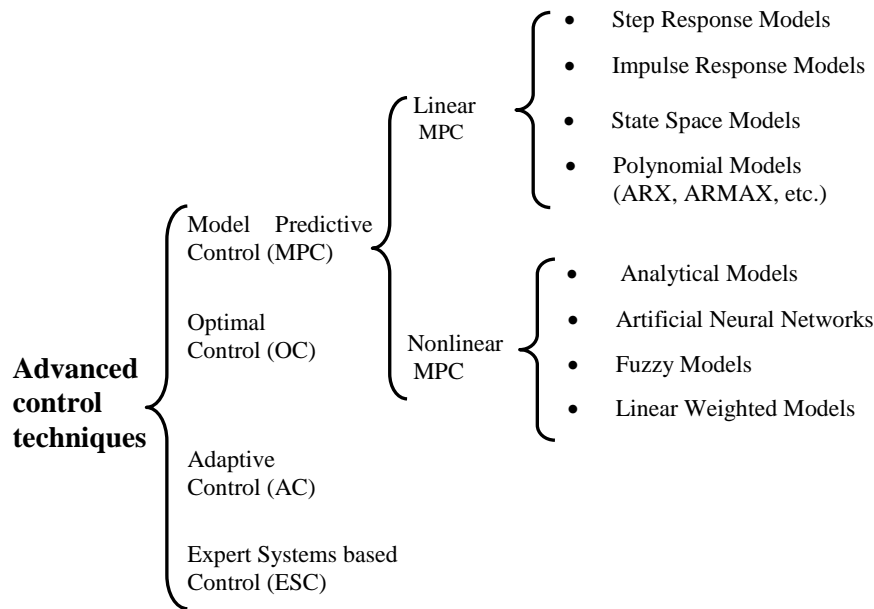 Advanced
control
techniques
Model Predictive
Control (MPC)
Optimal
Control (OC)
Adaptive
Control (AC)
Expert Systems based
Control (ESC)
Linear
MPC
Nonlinear
MPC
• Step Response Models
• Impulse Response Models
• State Space Models
• Polynomial Models
(ARX, ARMAX, etc.)
• Analytical Models
• Artificial Neural Networks
• Fuzzy Models
• Linear Weighted Models